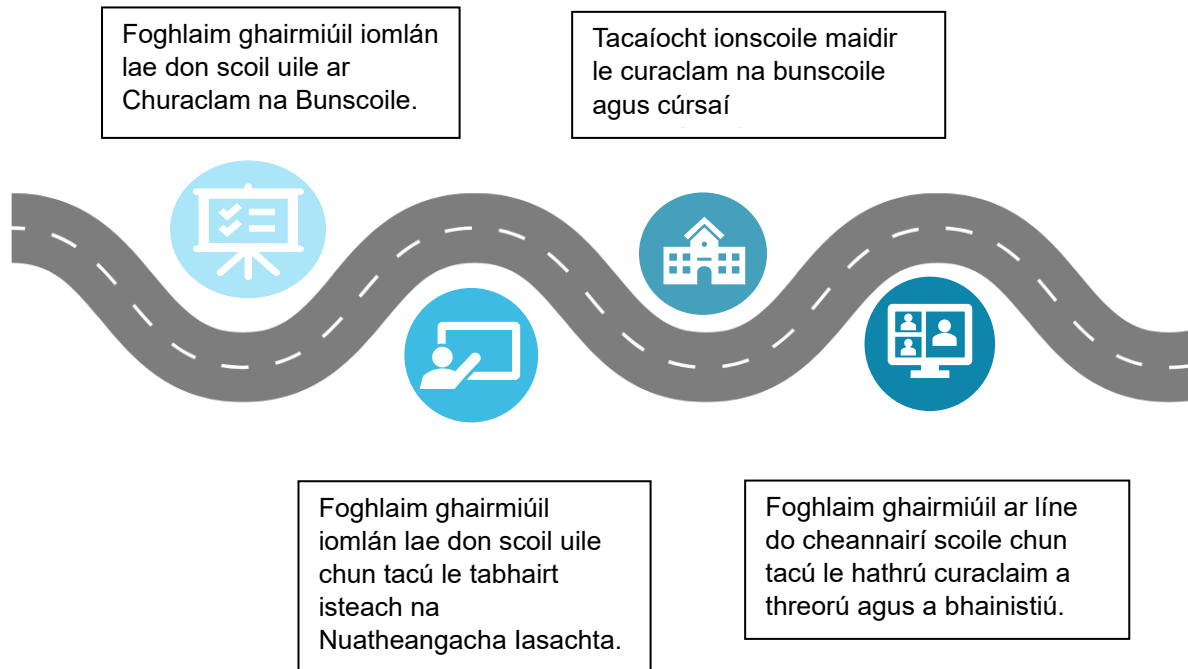 Foghlaim ghairmiúil iomlán
lae don scoil uile ar
Churaclam na Bunscoile.
Tacaíocht ionscoile maidir
le curaclam na bunscoile
agus cúrsaí
Foghlaim ghairmiúil
iomlán lae don scoil uile
chun tacú le tabhairt
isteach na
Nuatheangacha Iasachta.
Foghlaim ghairmiúil ar líne
do cheannairí scoile chun
tacú le hathrú curaclaim a
threorú agus a bhainistiú.